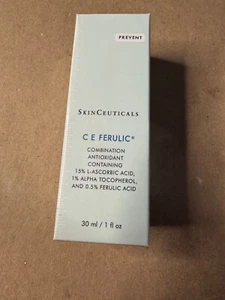 PREVENT
SKINCEUTICALS
C E FERULIC®
COMBINATION
ANTIOXIDANT
CONTAINING
15% L-ASCORBIC ACID,
1% ALPHA TOCOPHEROL,
AND 0.5% FERULIC ACID
30 ml / 1 fl oz